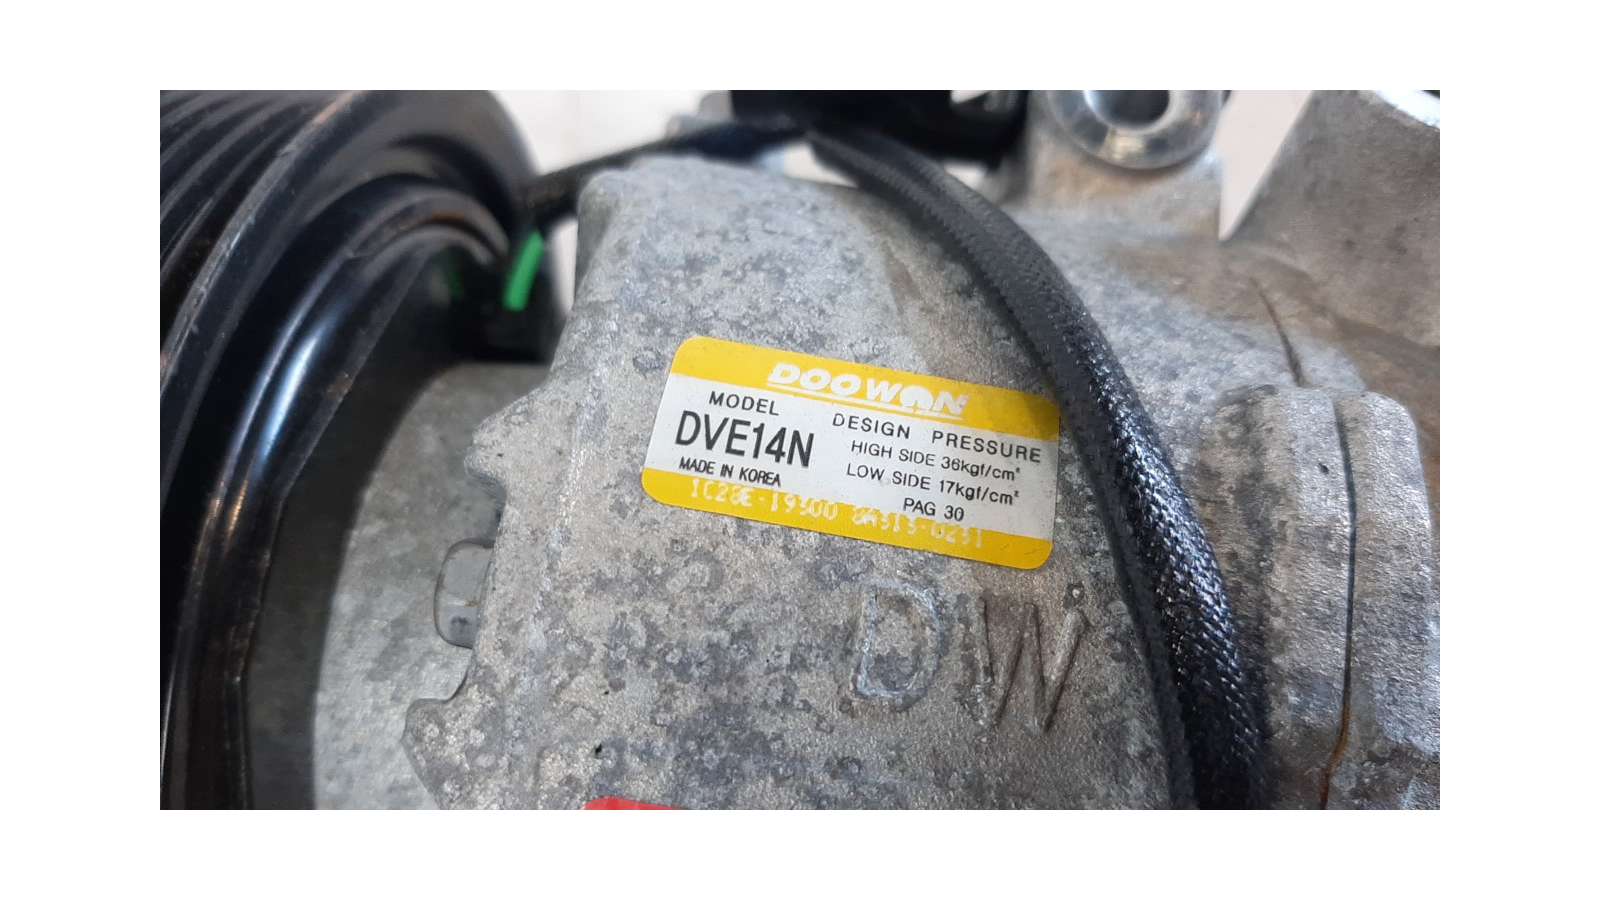 DOOWON
MODEL
DVE14N
MADE IN KOREA
DESIGN PRESSURE
HIGH SIDE 36kgf/cm²
LOW SIDE 17kgf/cm²
PAG 30
DW